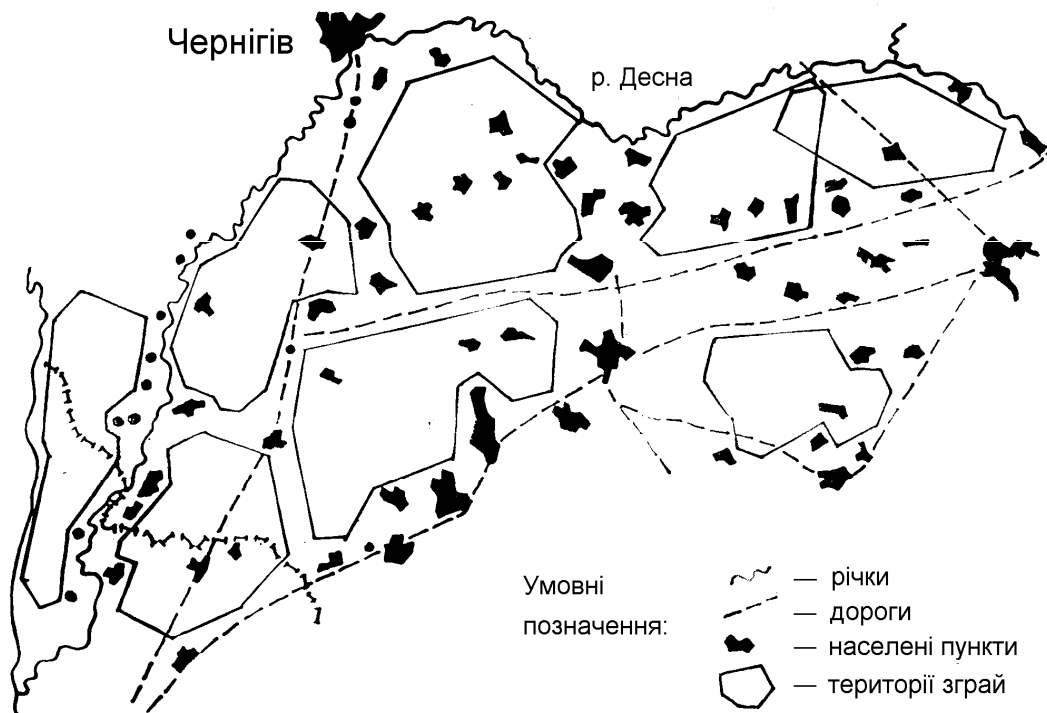 Чернігів
р. Десна
Умовні
позначення:
— річки
— дороги
— населені пункти
— території зграй